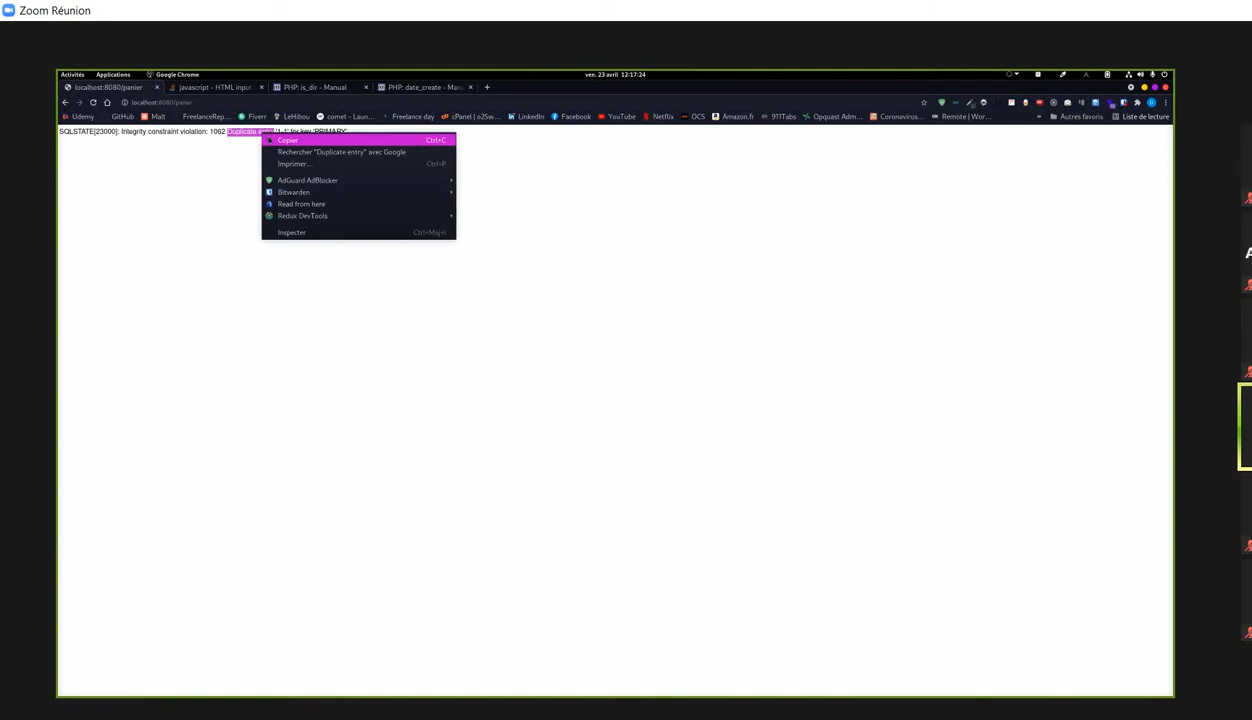 Zoom Réunion
Activités Applications Google Chrome ven. 23 avril 12:17:24
localhost:8080/panier javascript - HTML input PHP: is_dir - Manual PHP: date_create - Manu
localhost:8080/panier
Udemy GitHub Malt FreelanceRep... Fiverr LeHibou comet - Laun... Freelance day cPanel | o2Sw... LinkedIn Facebook YouTube Netflix OCS Amazon.fr 911Tabs Opquast Adm... Coronavirus... Remote | Wor... » Autres favoris Liste de lecture
SQLSTATE[23000]: Integrity constraint violation: 1062 Duplicate entry '1-1' for key 'PRIMARY'
Copier Ctrl+C
Rechercher "Duplicate entry" avec Google
Imprimer... Ctrl+P
AdGuard AdBlocker
Bitwarden
Read from here
Redux DevTools
Inspecter Ctrl+Maj+I